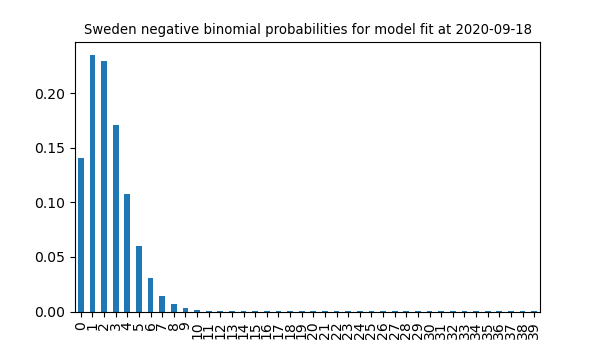 Sweden negative binomial probabilities for model fit at 2020-09-18
0.20
0.15
0.10
0.05
0.00
0 1 2 3 4 5 6 7 8 9 10 11 12 13 14 15 16 17 18 19 20 21 22 23 24 25 26 27 28 29 30 31 32 33 34 35 36 37 38 39